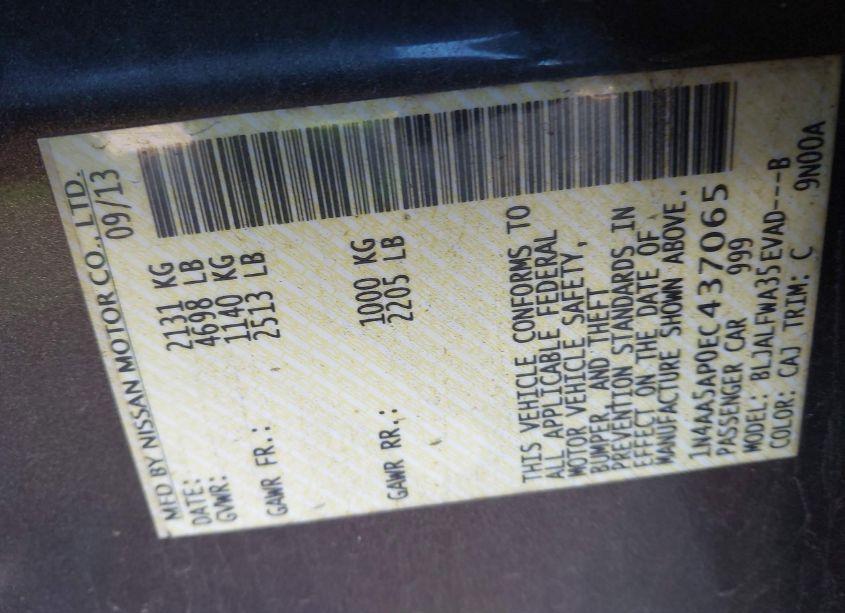 MFD BY NISSAN MOTOR CO., LTD.
DATE: 09/13
GVWR: 2131 KG
4698 LB
GAWR FR.: 1140 KG
2513 LB
GAWR RR.: 1000 KG
2205 LB
THIS VEHICLE CONFORMS TO
ALL APPLICABLE FEDERAL
MOTOR VEHICLE SAFETY,
BUMPER, AND THEFT
PREVENTION STANDARDS IN
EFFECT ON THE DATE OF
MANUFACTURE SHOWN ABOVE.
1N4AA5AP0EC437065
PASSENGER CAR 999
MODEL: BLJALFWA35EVAD---B
COLOR: CAJ TRIM: C 9N00A